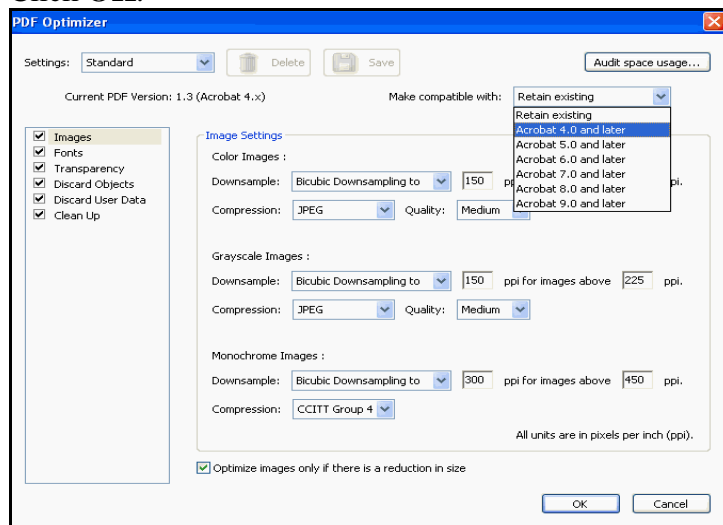 PDF Optimizer
Settings: Standard Delete Save Audit space usage...
Current PDF Version: 1.3 (Acrobat 4.x) Make compatible with: Retain existing
Retain existing
Acrobat 4.0 and later
Acrobat 5.0 and later
Acrobat 6.0 and later
Acrobat 7.0 and later
Acrobat 8.0 and later
Acrobat 9.0 and later
Images
Fonts
Transparency
Discard Objects
Discard User Data
Clean Up
Image Settings
Color Images :
Downsample: Bicubic Downsampling to 150 pi.
Compression: JPEG Quality: Medium
Grayscale Images :
Downsample: Bicubic Downsampling to 150 ppi for images above 225 ppi.
Compression: JPEG Quality: Medium
Monochrome Images :
Downsample: Bicubic Downsampling to 300 ppi for images above 450 ppi.
Compression: CCITT Group 4
All units are in pixels per inch (ppi).
Optimize images only if there is a reduction in size
OK Cancel